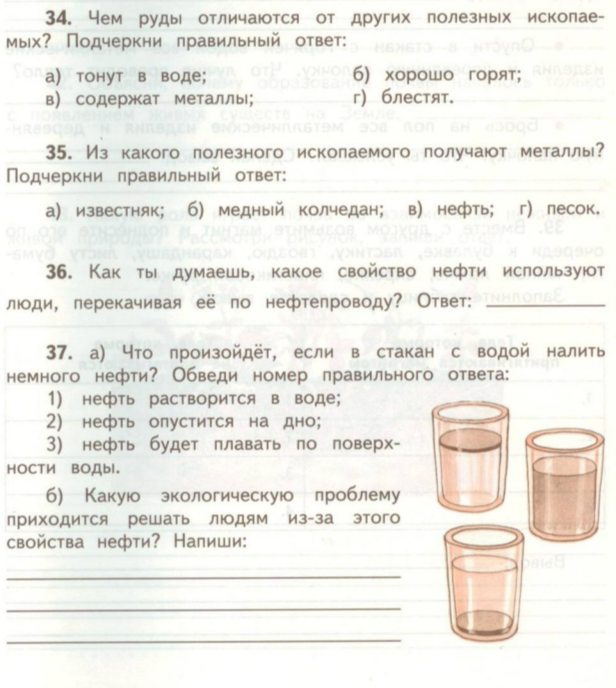 34. Чем руды отличаются от других полезных ископае-
мых? Подчеркни правильный ответ:
а) тонут в воде; б) хорошо горят;
в) содержат металлы; г) блестят.
35. Из какого полезного ископаемого получают металлы?
Подчеркни правильный ответ:
а) известняк; б) медный колчедан; в) нефть; г) песок.
36. Как ты думаешь, какое свойство нефти используют
люди, перекачивая её по нефтепроводу? Ответ:
37. а) Что произойдёт, если в стакан с водой налить
немного нефти? Обведи номер правильного ответа:
1) нефть растворится в воде;
2) нефть опустится на дно;
3) нефть будет плавать по поверх-
ности воды.
б) Какую экологическую проблему
приходится решать людям из-за этого
свойства нефти? Напиши: